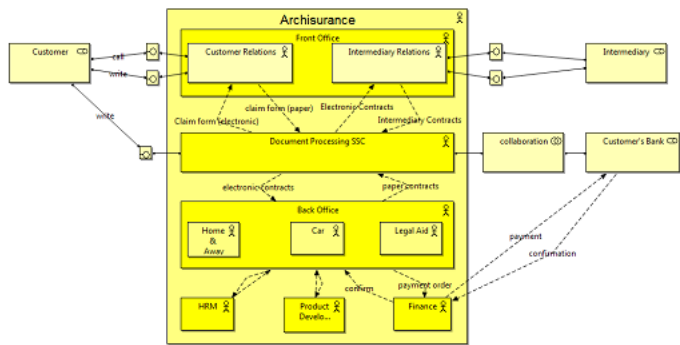 Archisurance
Front Office
Customer
call
write
Customer Relations
Intermediary Relations
Intermediary
claim form (paper)
Electronic Contracts
Claim form (electronic)
Intermediary Contracts
write
Document Processing SSC
collaboration
Customer's Bank
electronic contracts
paper contracts
Back Office
Home
&
Away
Car
Legal Aid
payment
confirmation
payment order
confirm
HRM
Product
Develo...
Finance